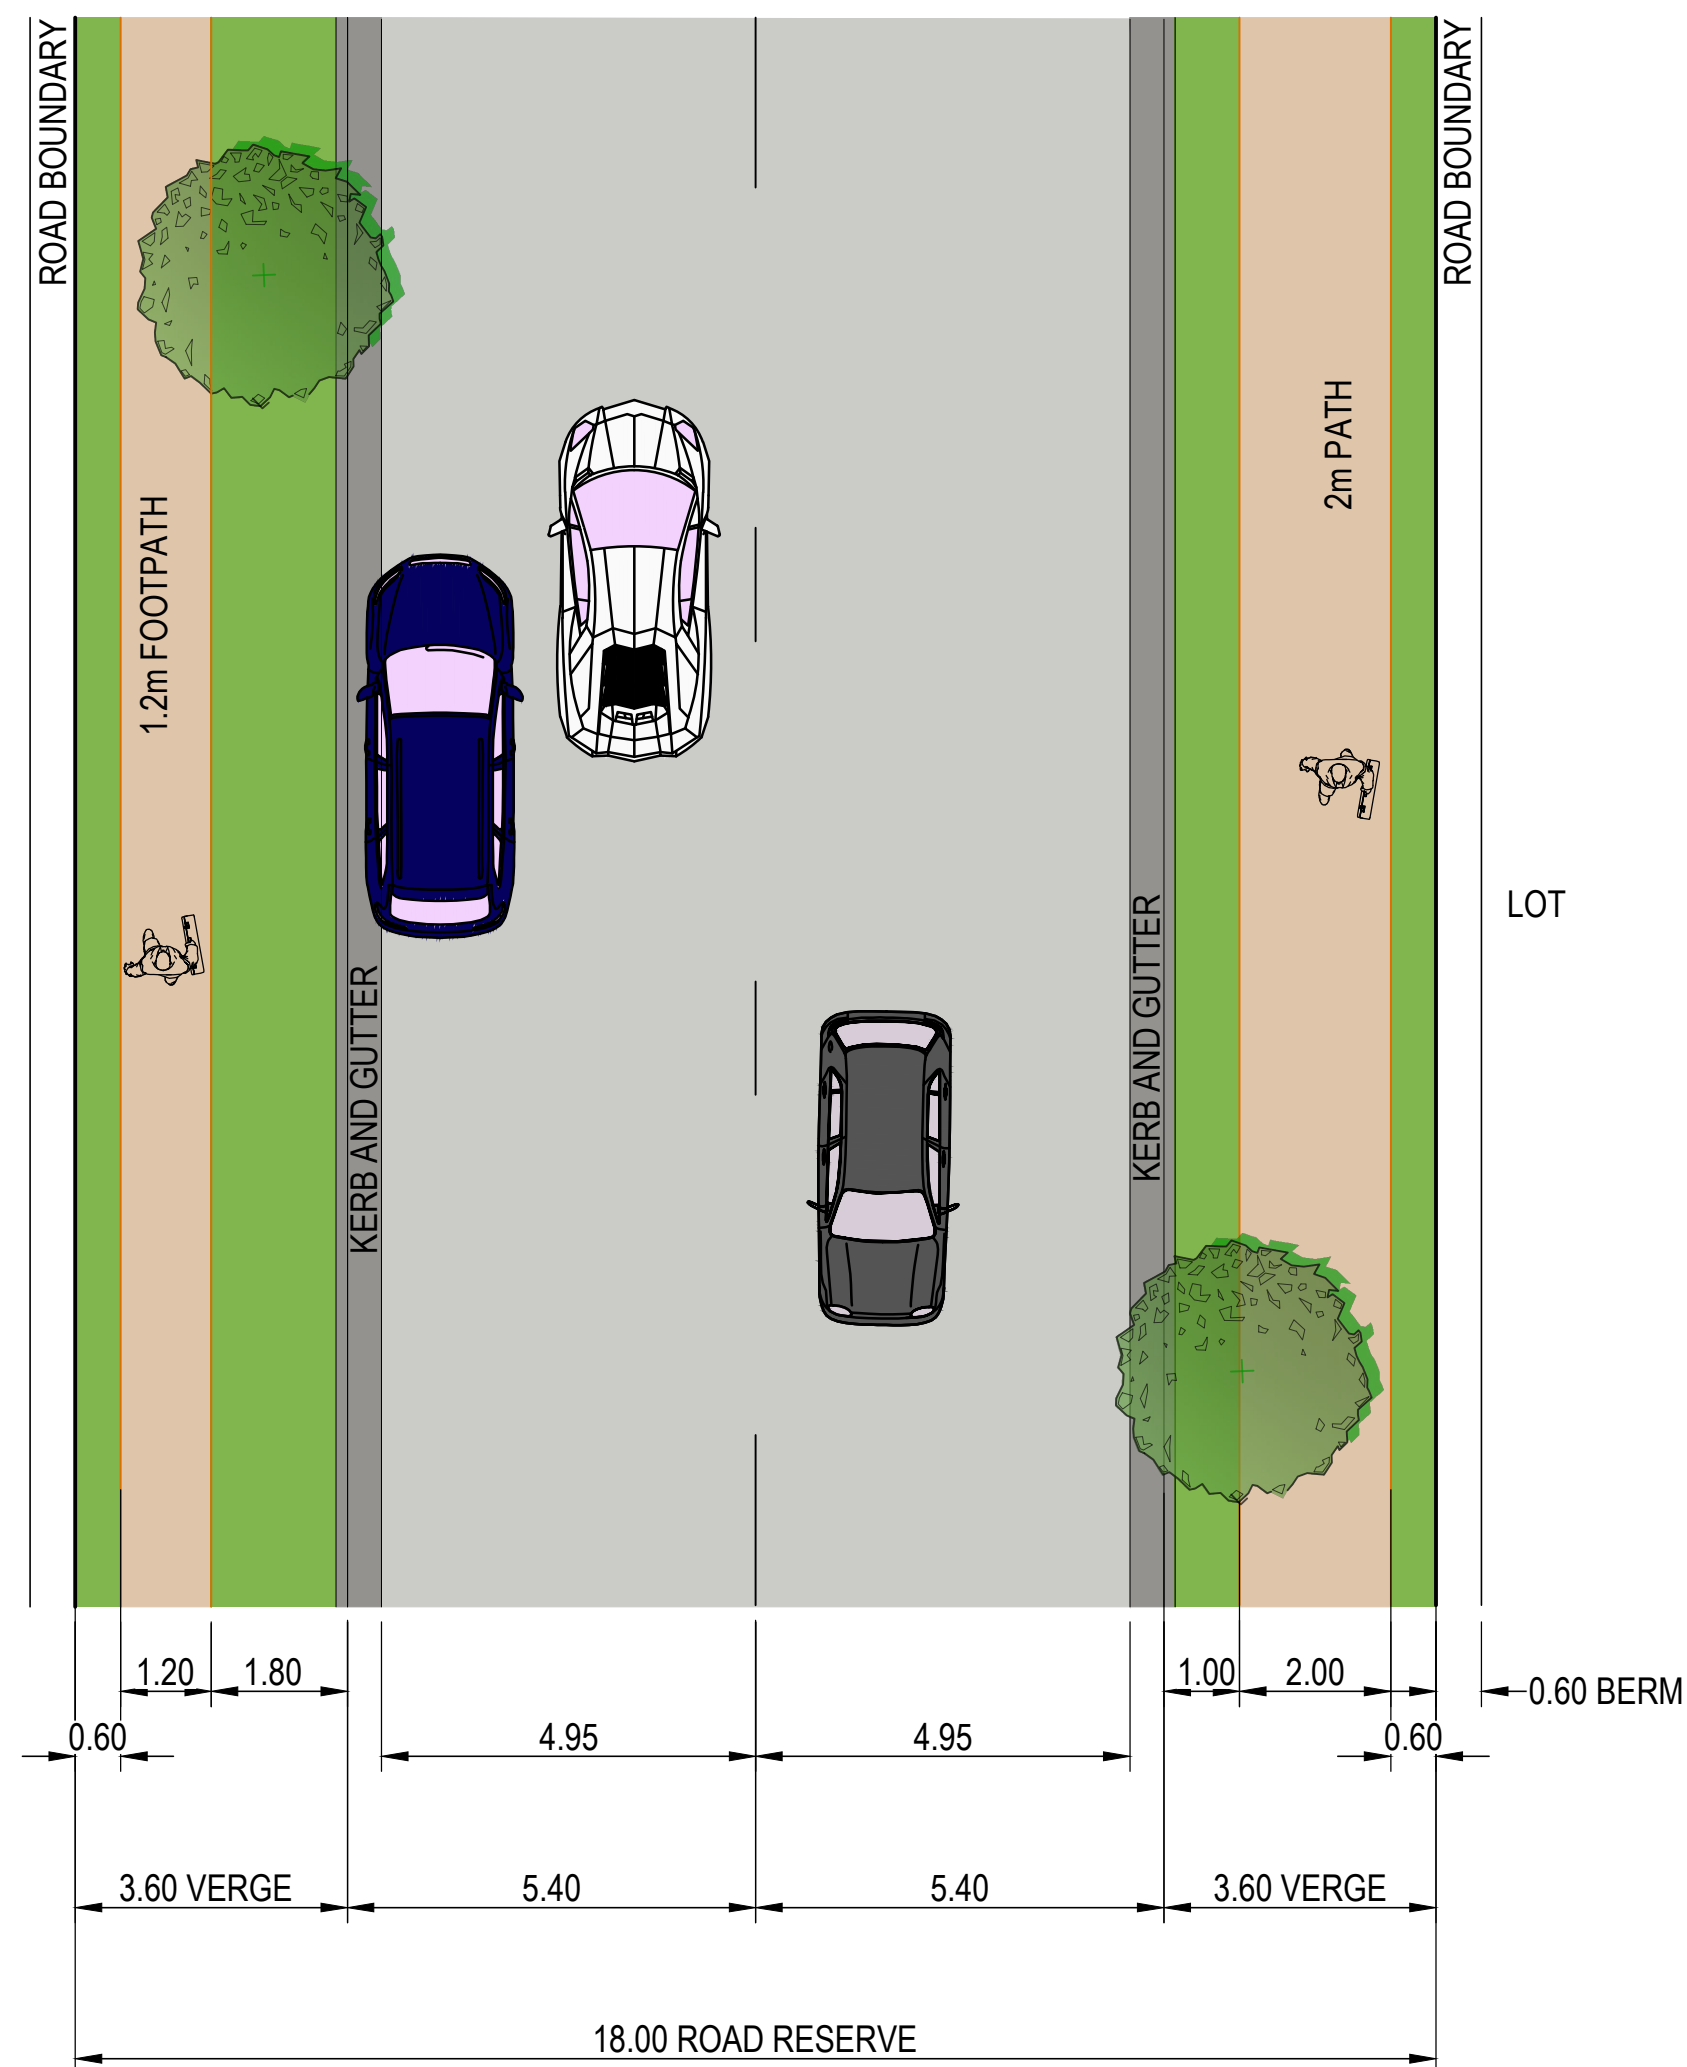 ROAD BOUNDARY
ROAD BOUNDARY
1.2m FOOTPATH
2m PATH
LOT
KERB AND GUTTER
KERB AND GUTTER
1.20
1.80
1.00
2.00
0.60 BERM
0.60
4.95
4.95
0.60
3.60 VERGE
5.40
5.40
3.60 VERGE
18.00 ROAD RESERVE